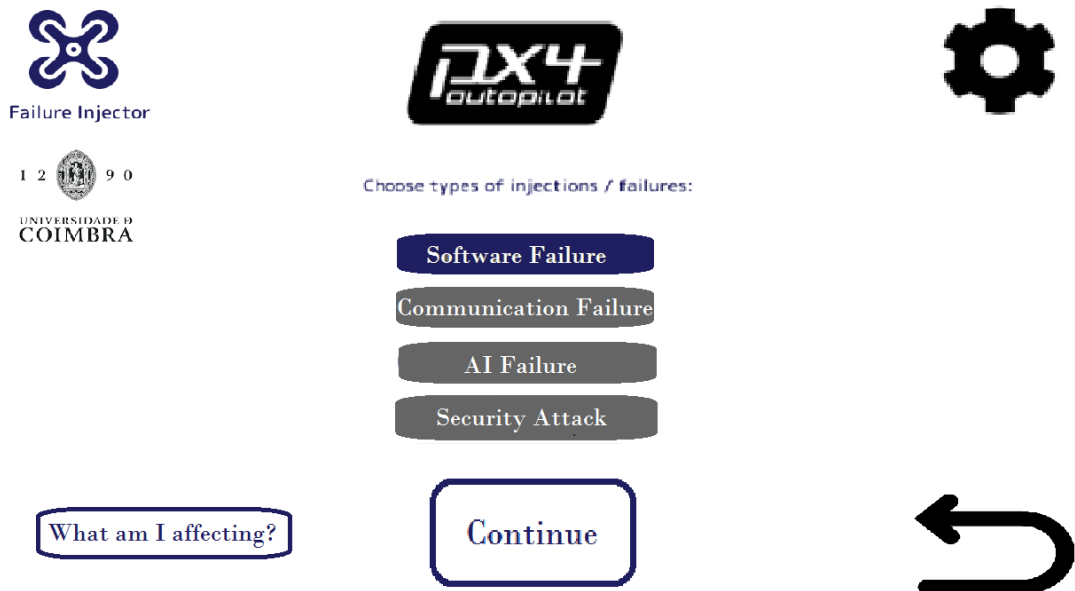 Failure Injector
px4
autopilot
1 2 9 0
UNIVERSIDADE Ð
COIMBRA
Choose types of injections / failures:
Software Failure
Communication Failure
AI Failure
Security Attack
What am I affecting?
Continue